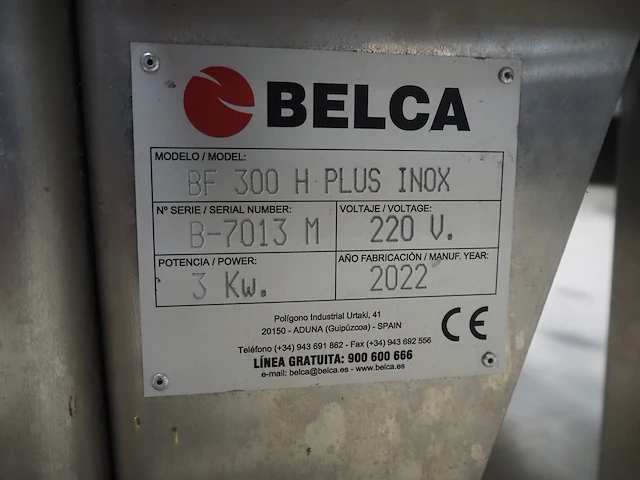 BELCA
MODELO / MODEL:
BF 300 H PLUS INOX
Nº SERIE / SERIAL NUMBER:
B-7013 M
VOLTAJE / VOLTAGE:
220 V.
POTENCIA / POWER:
3 Kw.
AÑO FABRICACIÓN / MANUF. YEAR:
2022
Polígono Industrial Urtaki, 41
20150 - ADUNA (Guipúzcoa) - SPAIN
Teléfono (+34) 943 691 862 - Fax (+34) 943 692 556
LÍNEA GRATUITA: 900 600 666
e-mail: belca@belca.es - www.belca.es
CE